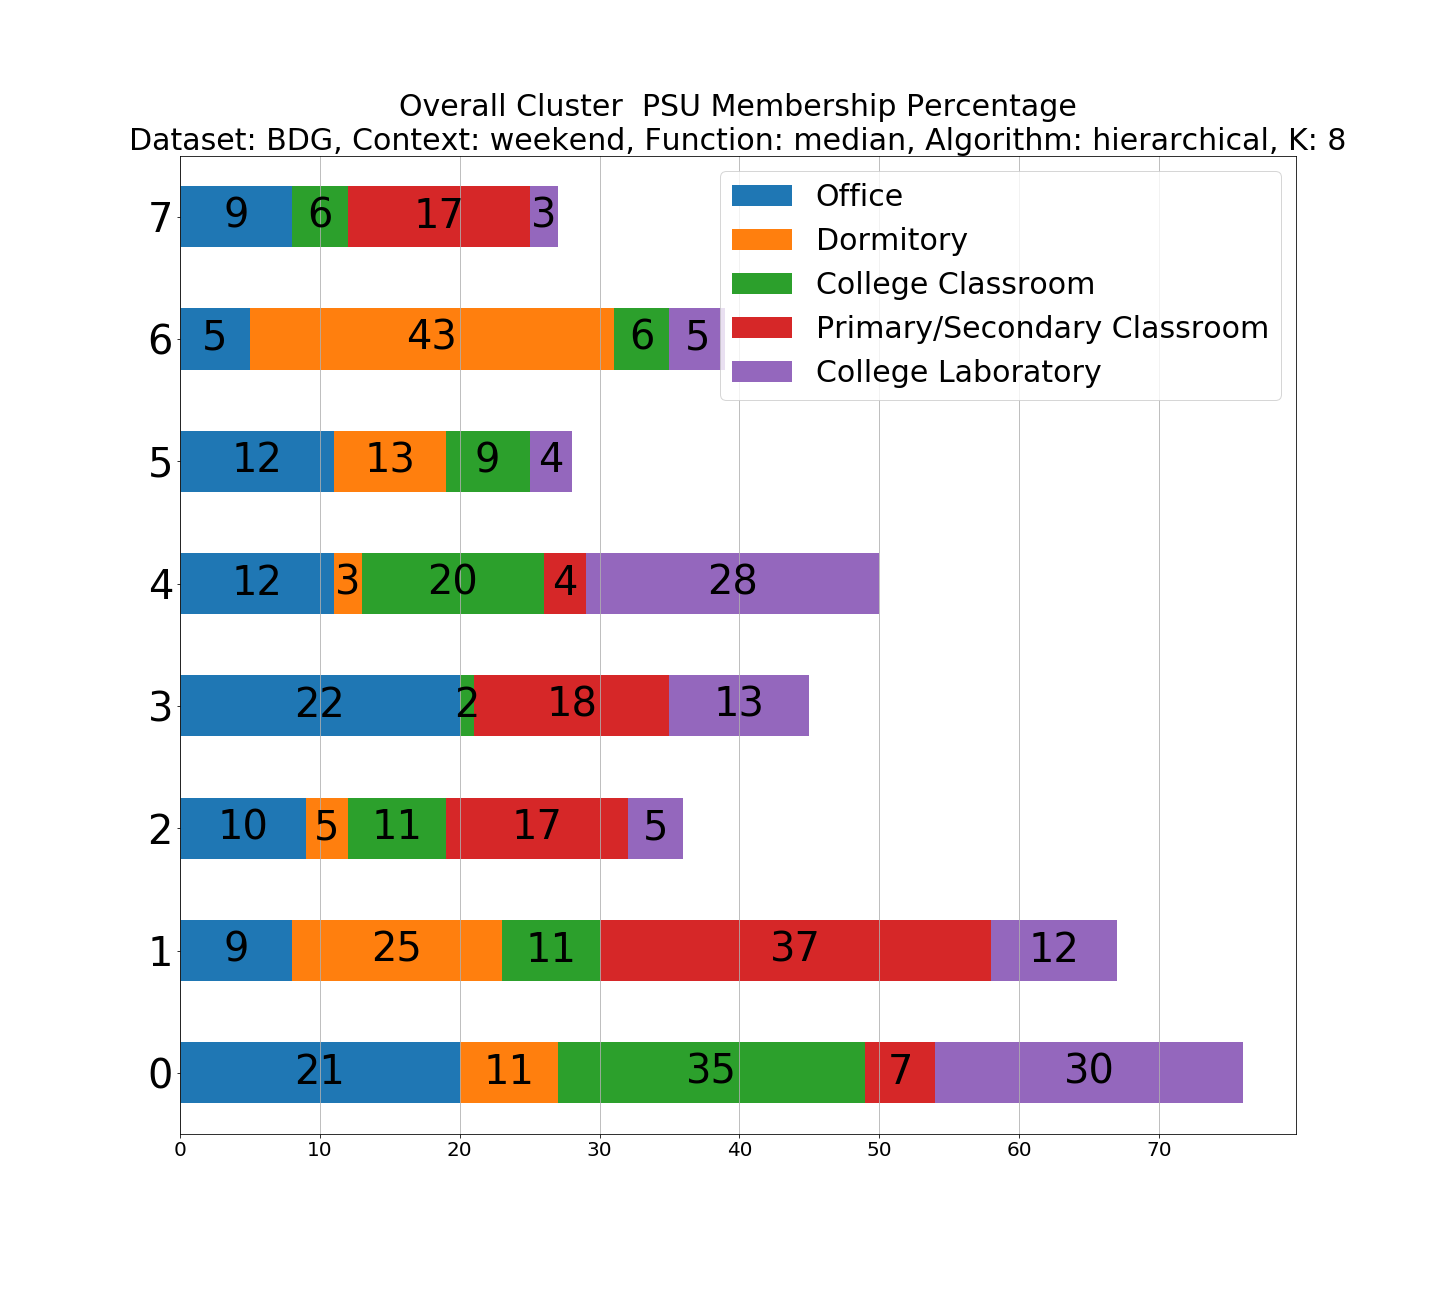 Overall Cluster  PSU Membership Percentage
Dataset: BDG, Context: weekend, Function: median, Algorithm: hierarchical, K: 8
Office
Dormitory
College Classroom
Primary/Secondary Classroom
College Laboratory
7 9 6 17 3
6 5 43 6 5
5 12 13 9 4
4 12 3 20 4 28
3 22 2 18 13
2 10 5 11 17 5
1 9 25 11 37 12
0 21 11 35 7 30
0 10 20 30 40 50 60 70